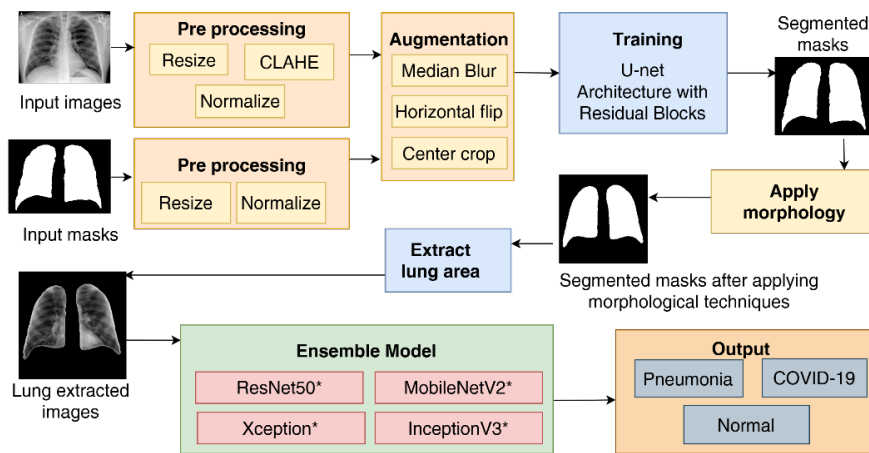 Pre processing
Resize
CLAHE
Normalize
Input images
Augmentation
Median Blur
Horizontal flip
Center crop
Training
U-net
Architecture with
Residual Blocks
Segmented
masks
Pre processing
Resize
Normalize
Input masks
Apply
morphology
Segmented masks after applying
morphological techniques
Extract
lung area
Lung extracted
images
Ensemble Model
ResNet50*
MobileNetV2*
Xception*
InceptionV3*
Output
Pneumonia
COVID-19
Normal